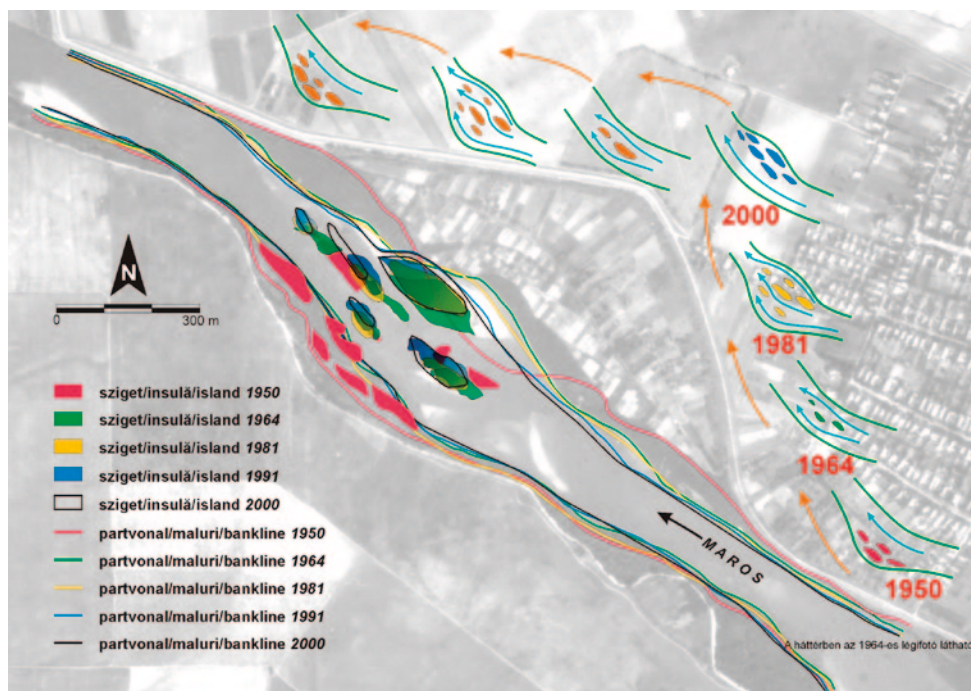 2000
1981
1964
1950
N
0 300 m
sziget/insulă/island 1950
sziget/insulă/island 1964
sziget/insulă/island 1981
sziget/insulă/island 1991
sziget/insulă/island 2000
partvonal/maluri/bankline 1950
partvonal/maluri/bankline 1964
partvonal/maluri/bankline 1981
partvonal/maluri/bankline 1991
partvonal/maluri/bankline 2000
MAROS
A háttérben az 1964-es légifotó látható